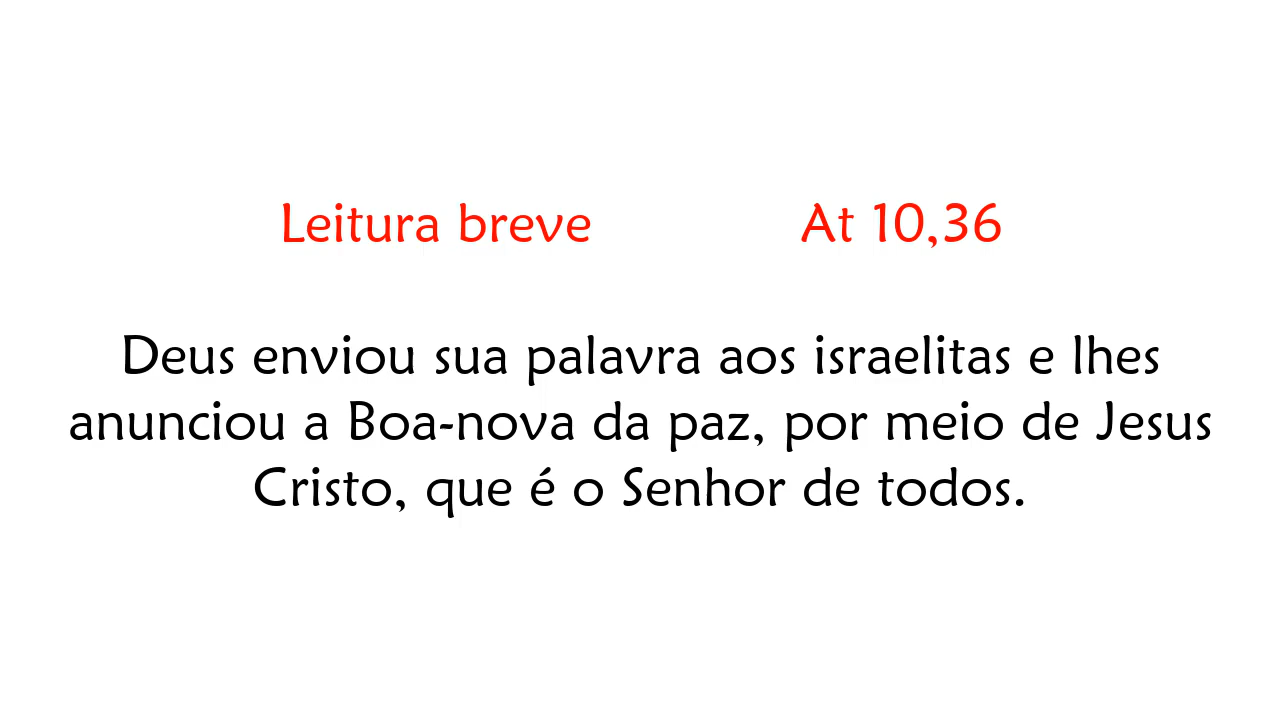 Leitura breve At 10,36
Deus enviou sua palavra aos israelitas e lhes
anunciou a Boa-nova da paz, por meio de Jesus
Cristo, que é o Senhor de todos.